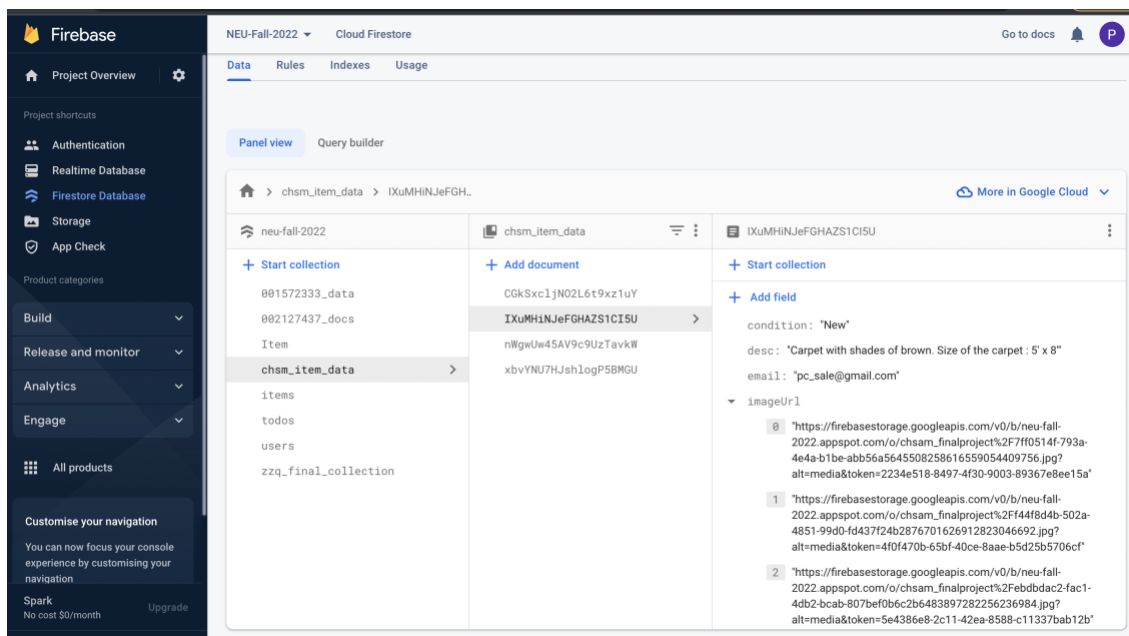 Firebase
NEU-Fall-2022
Cloud Firestore
Go to docs
P
Project Overview
Data
Rules
Indexes
Usage
Project shortcuts
Authentication
Realtime Database
Firestore Database
Storage
App Check
Product categories
Build
Release and monitor
Analytics
Engage
All products
Customise your navigation
You can now focus your console
experience by customising your
navigation
Spark
No cost $0/month
Upgrade
Panel view
Query builder
> chsm_item_data > IXuMHiNJeFGH…
More in Google Cloud
neu-fall-2022
+ Start collection
001572333_data
002127437_docs
Item
chsm_item_data
items
todos
users
zzq_final_collection
chsm_item_data
+ Add document
CGkSxcljNO2L6t9xz1uY
IXuMHiNJeFGHAZS1CI5U
nWgwUw45AV9c9UzTavkW
xbvYNU7HJshlogP5BMGU
IXuMHiNJeFGHAZS1CI5U
+ Start collection
+ Add field
condition: "New"
desc: "Carpet with shades of brown. Size of the carpet : 5' x 8'"
email: "pc_sale@gmail.com"
imageUrl
0 "https://firebasestorage.googleapis.com/v0/b/neu-fall-
2022.appspot.com/o/chsam_finalproject%2F7ff0514f-793a-
4e4a-b1be-abb56a5645508258616559054409756.jpg?
alt=media&token=2234e518-8497-4f30-9003-89367e8ee15a"
1 "https://firebasestorage.googleapis.com/v0/b/neu-fall-
2022.appspot.com/o/chsam_finalproject%2Ff44f8d4b-502a-
4851-99d0-fd437f24b2876701626912823046692.jpg?
alt=media&token=4f0f470b-65bf-40ce-8aae-b5d25b5706cf"
2 "https://firebasestorage.googleapis.com/v0/b/neu-fall-
2022.appspot.com/o/chsam_finalproject%2Febdbdac2-fac1-
4db2-bcab-807bef0b6c2b6483897282256236984.jpg?
alt=media&token=5e4386e8-2c11-42ea-8588-c11337bab12b"